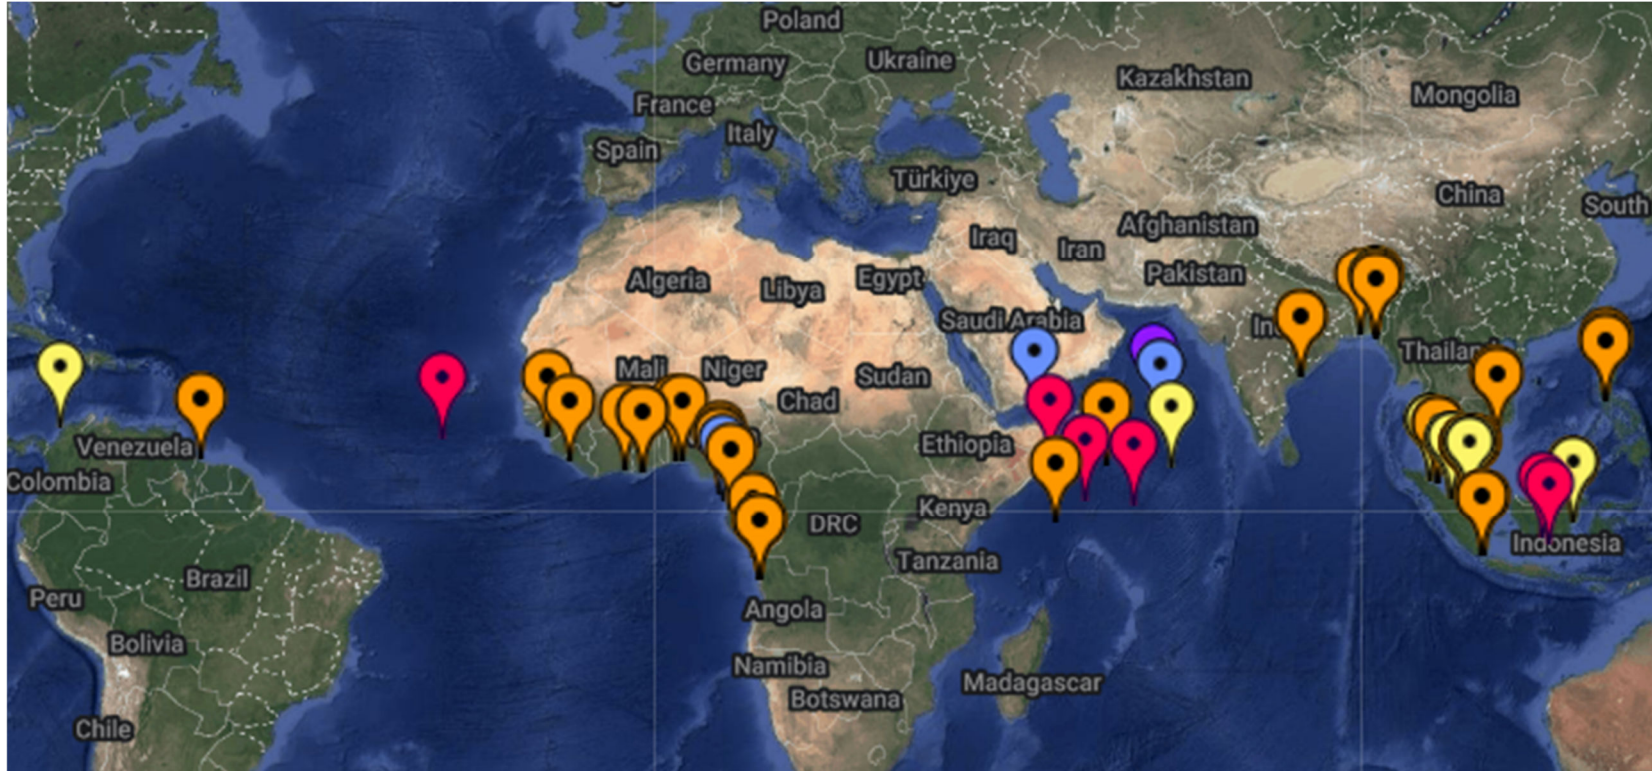 Poland
Germany
Ukraine
Kazakhstan
France
Mongolia
Italy
Spain
Türkiye
China
South
Afghanistan
Iraq
Iran
Pakistan
Algeria
Libya
Egypt
Saudi Arabia
In
Mali
Niger
Sudan
Thailan
Chad
Venezuela
Ethiopia
Colombia
Kenya
DRC
Indonesia
Tanzania
Brazil
Peru
Angola
Bolivia
Namibia
Madagascar
Botswana
Chile